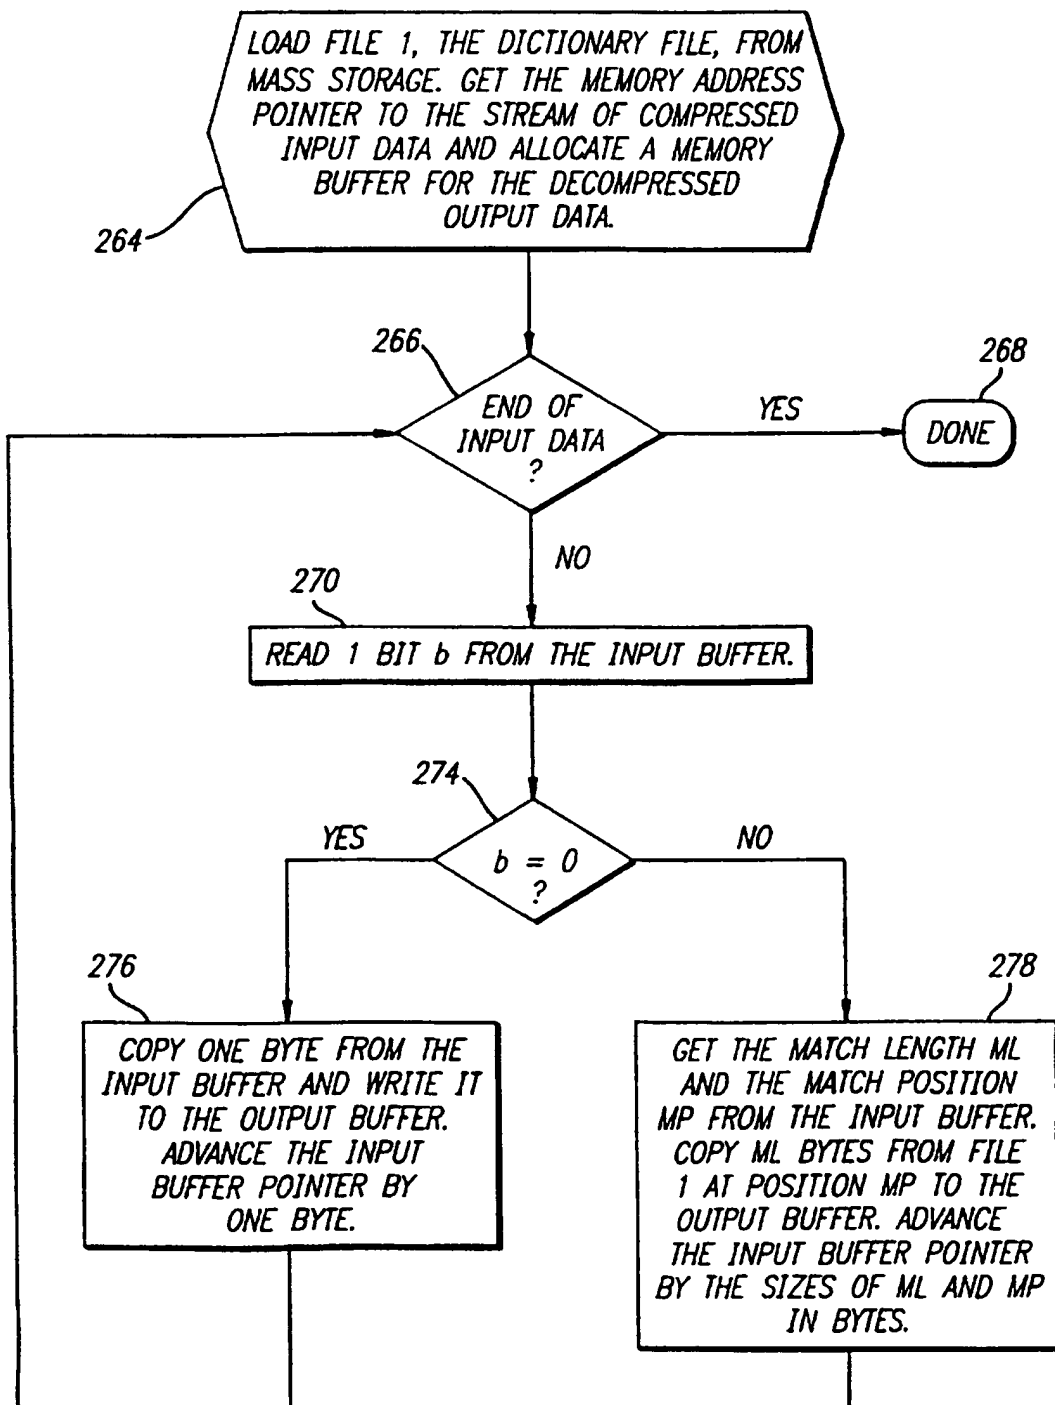 LOAD FILE 1, THE DICTIONARY FILE, FROM
MASS STORAGE. GET THE MEMORY ADDRESS
POINTER TO THE STREAM OF COMPRESSED
INPUT DATA AND ALLOCATE A MEMORY
BUFFER FOR THE DECOMPRESSED
OUTPUT DATA.
264
266
END OF
INPUT DATA
?
YES
268
DONE
NO
270
READ 1 BIT b FROM THE INPUT BUFFER.
274
YES
b = 0
?
NO
276
COPY ONE BYTE FROM THE
INPUT BUFFER AND WRITE IT
TO THE OUTPUT BUFFER.
ADVANCE THE INPUT
BUFFER POINTER BY
ONE BYTE.
278
GET THE MATCH LENGTH ML
AND THE MATCH POSITION
MP FROM THE INPUT BUFFER.
COPY ML BYTES FROM FILE
1 AT POSITION MP TO THE
OUTPUT BUFFER. ADVANCE
THE INPUT BUFFER POINTER
BY THE SIZES OF ML AND MP
IN BYTES.